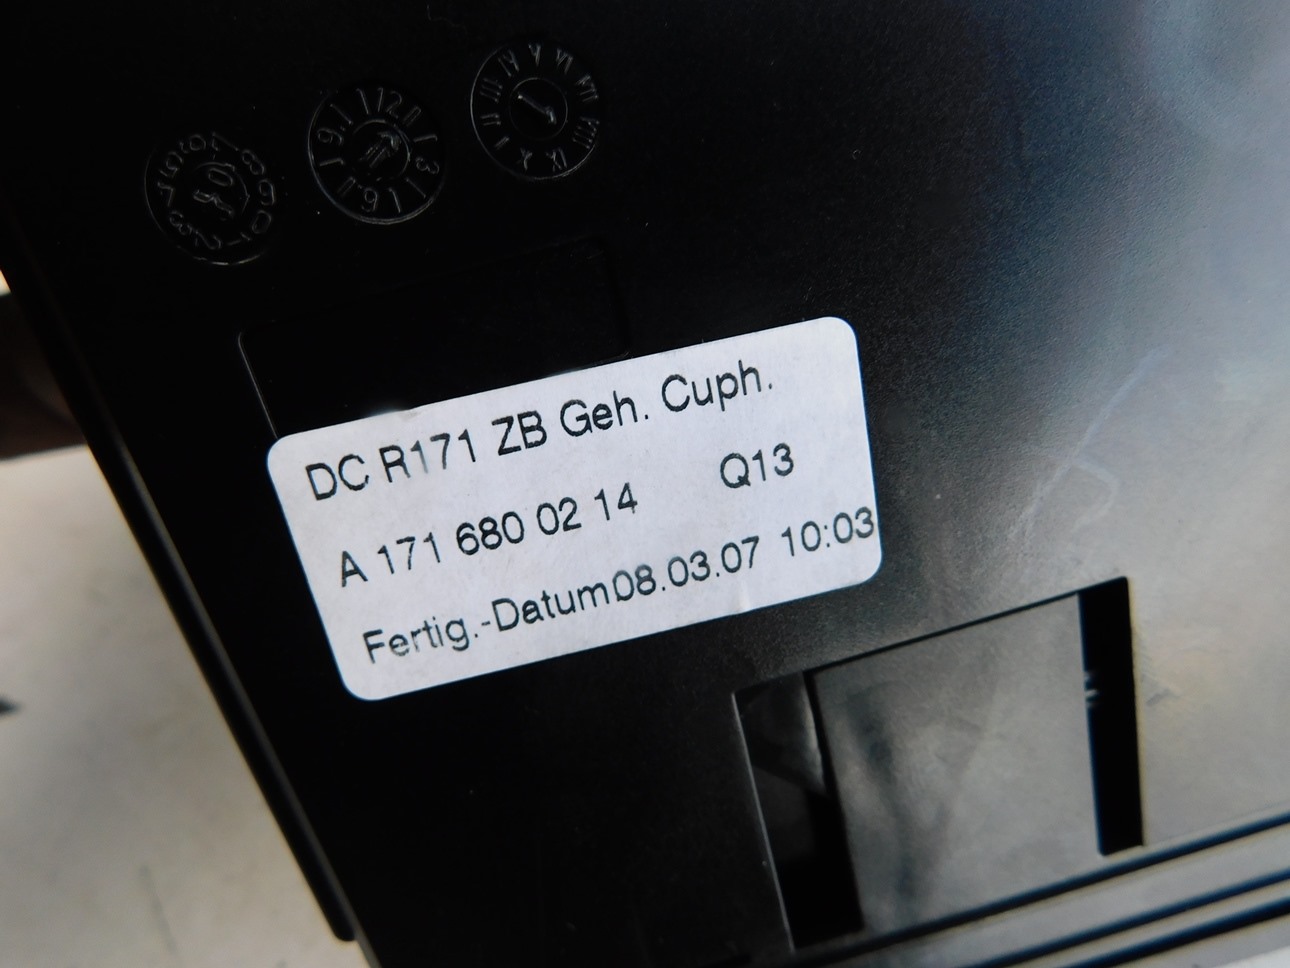 DC R171 ZB Geh. Cuph.
A 171 680 02 14 Q13
Fertig.-Datum08.03.07 10:03